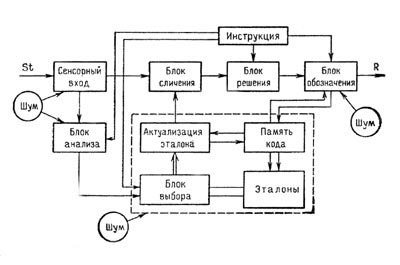 Инструкция
St
Сенсорный
вход
Блок
сличения
Блок
решения
Блок
обозначения
R
Шум
Блок
анализа
Актуализация
эталона
Память
кода
Шум
Блок
выбора
Эталоны
Шум